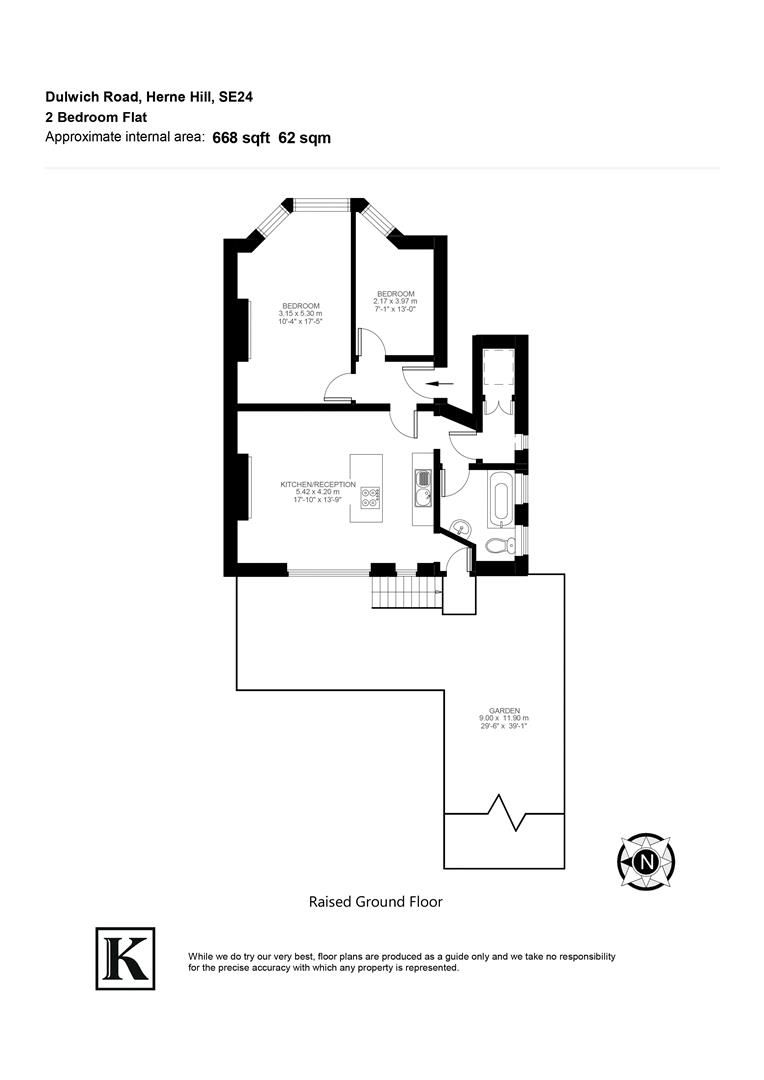 Dulwich Road, Herne Hill, SE24
2 Bedroom Flat
Approximate internal area: 668 sqft 62 sqm
BEDROOM
2.17 x 3.97 m
7'-1" x 13'-0"
BEDROOM
3.15 x 5.30 m
10'-4" x 17'-5"
KITCHEN/RECEPTION
5.42 x 4.20 m
17'-10" x 13'-9"
GARDEN
9.00 x 11.90 m
29'-6" x 39'-1"
N
Raised Ground Floor
K
While we do try our very best, floor plans are produced as a guide only and we take no responsibility
for the precise accuracy with which any property is represented.